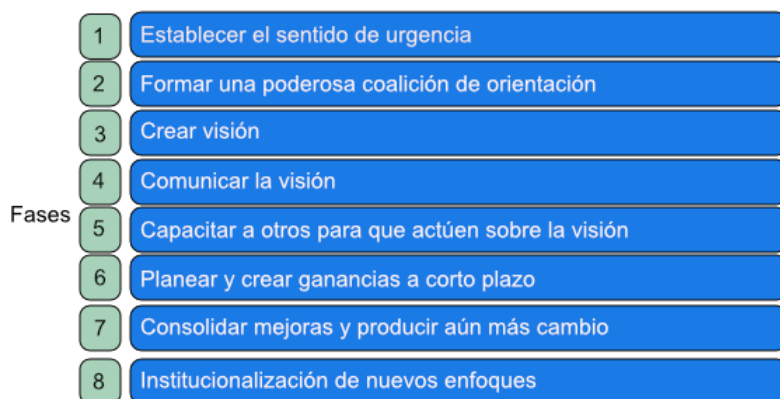 1 Establecer el sentido de urgencia
2 Formar una poderosa coalición de orientación
3 Crear visión
4 Comunicar la visión
Fases
5 Capacitar a otros para que actúen sobre la visión
6 Planear y crear ganancias a corto plazo
7 Consolidar mejoras y producir aún más cambio
8 Institucionalización de nuevos enfoques